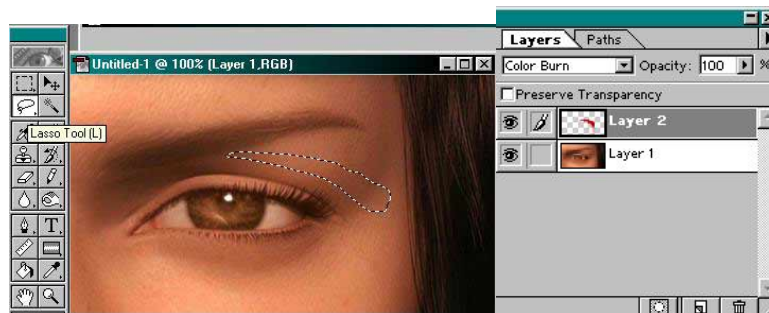 Layers Paths
Untitled-1 @ 100% (Layer 1,RGB)
Color Burn Opacity: 100 %
Preserve Transparency
Lasso Tool (L)
Layer 2
Layer 1
T